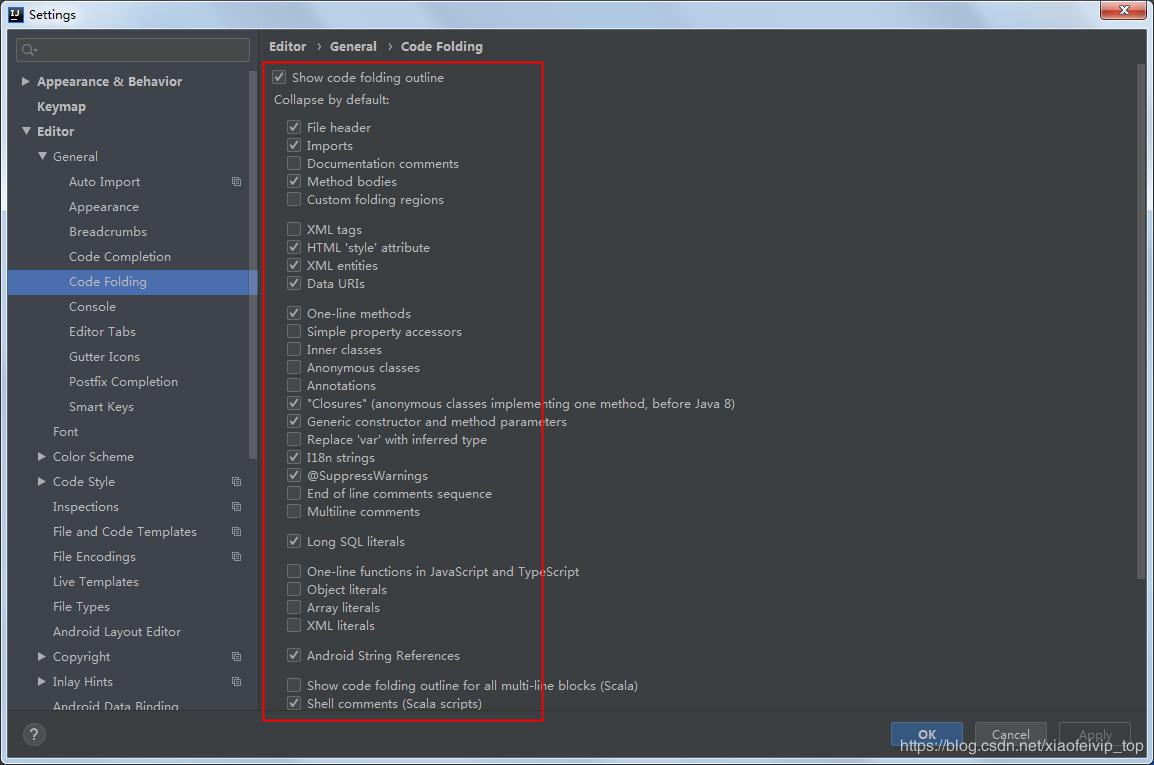 Settings
Appearance & Behavior
Keymap
Editor
General
Auto Import
Appearance
Breadcrumbs
Code Completion
Code Folding
Console
Editor Tabs
Gutter Icons
Postfix Completion
Smart Keys
Font
Color Scheme
Code Style
Inspections
File and Code Templates
File Encodings
Live Templates
File Types
Android Layout Editor
Copyright
Inlay Hints
Android Data Binding
Editor › General › Code Folding
Show code folding outline
Collapse by default:
File header
Imports
Documentation comments
Method bodies
Custom folding regions
XML tags
HTML 'style' attribute
XML entities
Data URIs
One-line methods
Simple property accessors
Inner classes
Anonymous classes
Annotations
"Closures" (anonymous classes implementing one method, before Java 8)
Generic constructor and method parameters
Replace 'var' with inferred type
I18n strings
@SuppressWarnings
End of line comments sequence
Multiline comments
Long SQL literals
One-line functions in JavaScript and TypeScript
Object literals
Array literals
XML literals
Android String References
Show code folding outline for all multi-line blocks (Scala)
Shell comments (Scala scripts)
?
OK Cancel Apply
https://blog.csdn.net/xiaofeivip_top